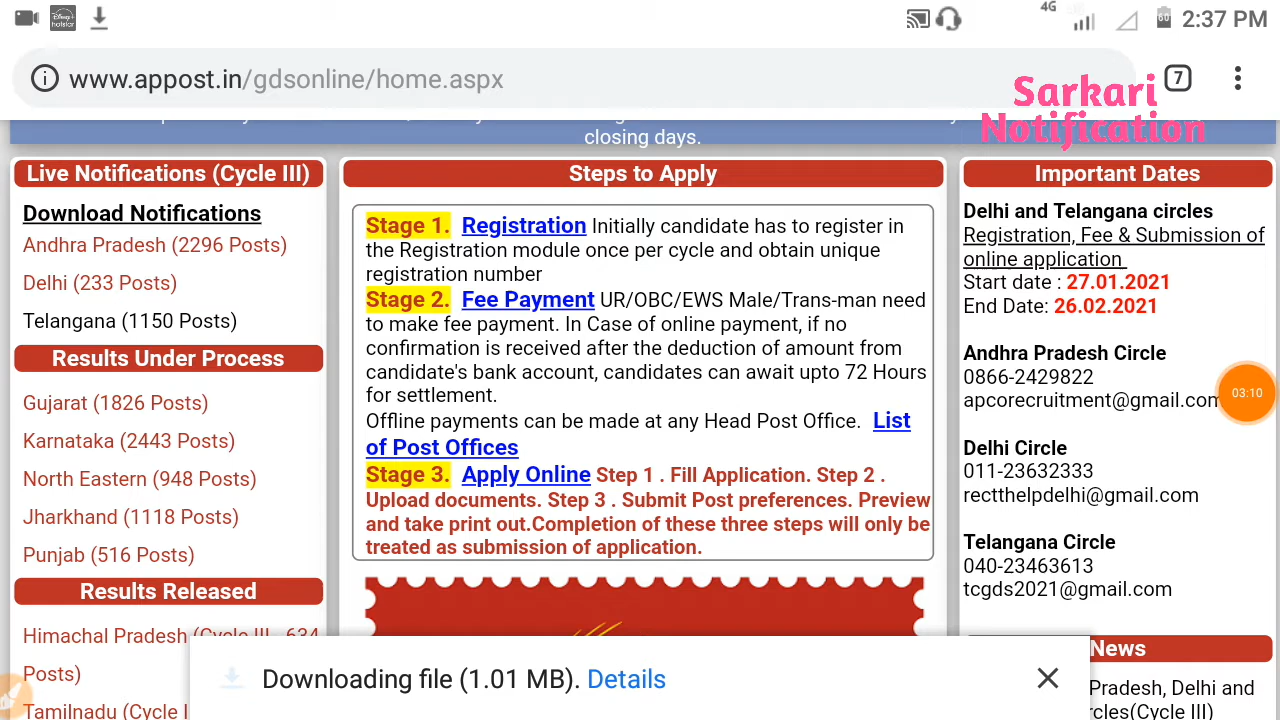 4G
60
2:37 PM
www.appost.in/gdsonline/home.aspx
7
Sarkari
Notification
closing days.
Live Notifications (Cycle III)
Download Notifications
Andhra Pradesh (2296 Posts)
Delhi (233 Posts)
Telangana (1150 Posts)
Results Under Process
Gujarat (1826 Posts)
Karnataka (2443 Posts)
North Eastern (948 Posts)
Jharkhand (1118 Posts)
Punjab (516 Posts)
Results Released
Himachal Pradesh (Cycle III - 634
Posts)
Tamilnadu (Cycle I
Steps to Apply
Stage 1. Registration Initially candidate has to register in
the Registration module once per cycle and obtain unique
registration number
Stage 2. Fee Payment UR/OBC/EWS Male/Trans-man need
to make fee payment. In Case of online payment, if no
confirmation is received after the deduction of amount from
candidate's bank account, candidates can await upto 72 Hours
for settlement.
Offline payments can be made at any Head Post Office. List
of Post Offices
Stage 3. Apply Online Step 1 . Fill Application. Step 2 .
Upload documents. Step 3 . Submit Post preferences. Preview
and take print out.Completion of these three steps will only be
treated as submission of application.
Important Dates
Delhi and Telangana circles
Registration, Fee & Submission of
online application
Start date : 27.01.2021
End Date: 26.02.2021
Andhra Pradesh Circle
0866-2429822
apcorecruitment@gmail.com
03:10
Delhi Circle
011-23632333
rectthelpdelhi@gmail.com
Telangana Circle
040-23463613
tcgds2021@gmail.com
News
Pradesh, Delhi and
rcles(Cycle III)
Downloading file (1.01 MB). Details